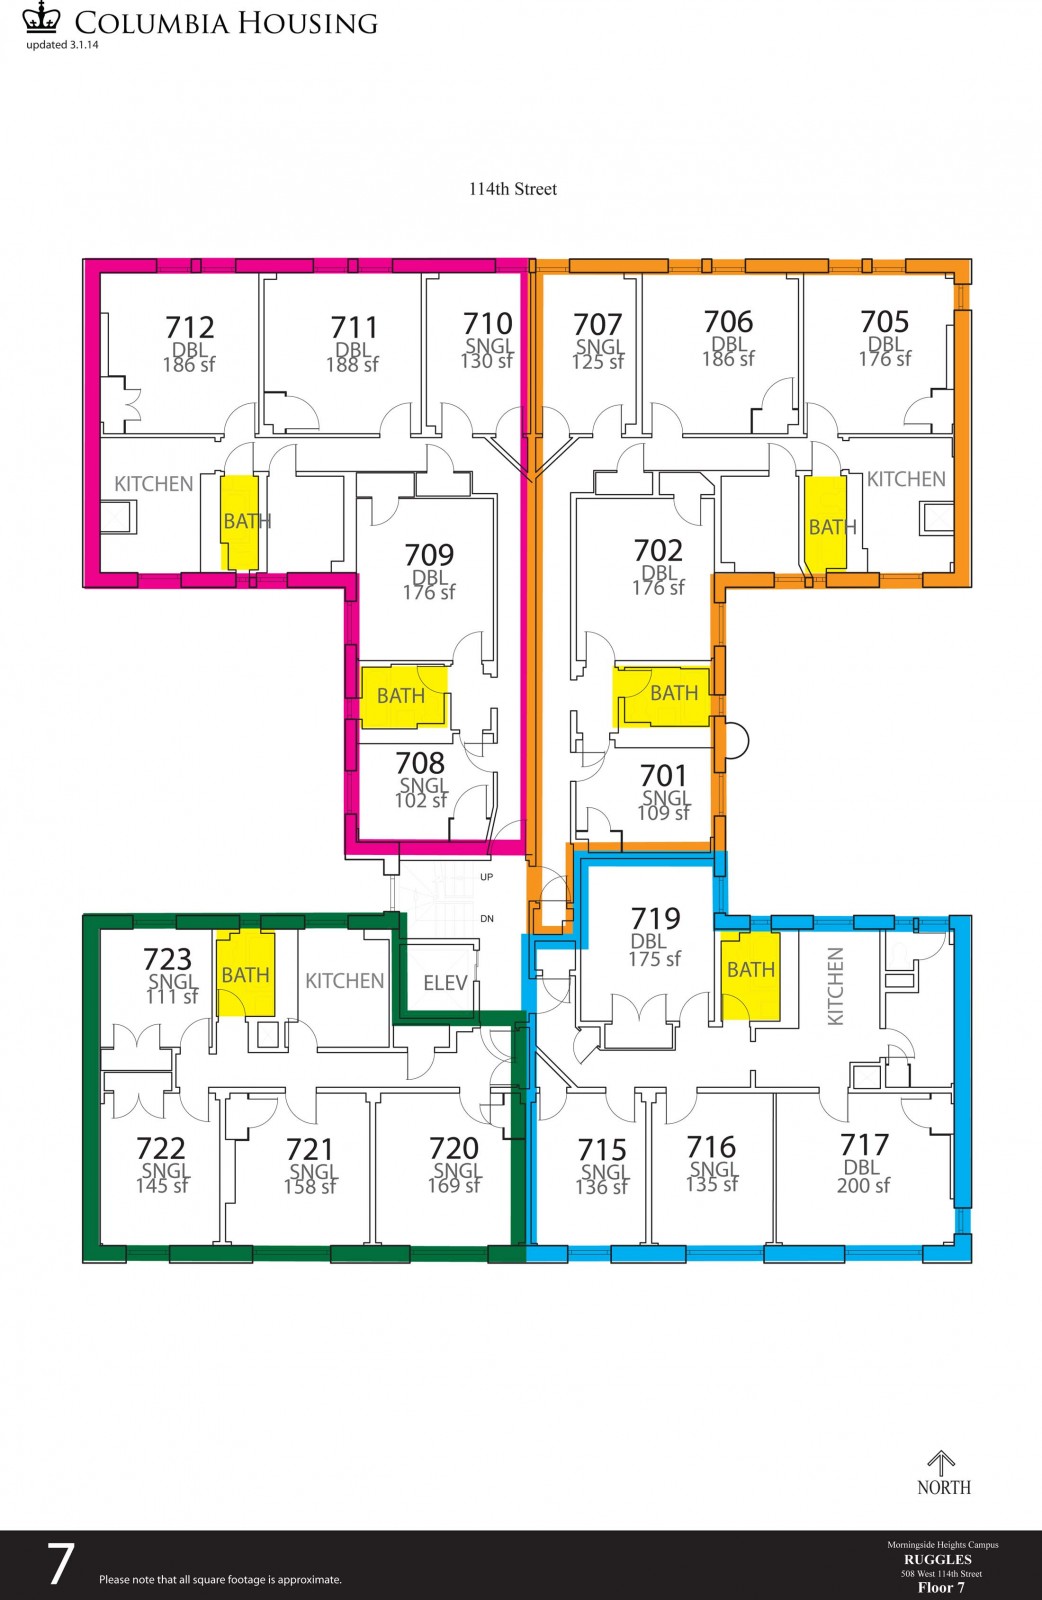 COLUMBIA HOUSING
updated 3.1.14
114th Street
712
DBL
186 sf
711
DBL
188 sf
710
SNGL
130 sf
707
SNGL
125 sf
706
DBL
186 sf
705
DBL
176 sf
KITCHEN
BATH
709
DBL
176 sf
702
DBL
176 sf
BATH
KITCHEN
BATH
BATH
708
SNGL
102 sf
701
SNGL
109 sf
UP
DN
723
SNGL
111 sf
BATH
KITCHEN
ELEV
719
DBL
175 sf
BATH
KITCHEN
722
SNGL
145 sf
721
SNGL
158 sf
720
SNGL
169 sf
715
SNGL
136 sf
716
SNGL
135 sf
717
DBL
200 sf
NORTH
7
Please note that all square footage is approximate.
Morningside Heights Campus
RUGGLES
508 West 114th Street
Floor 7